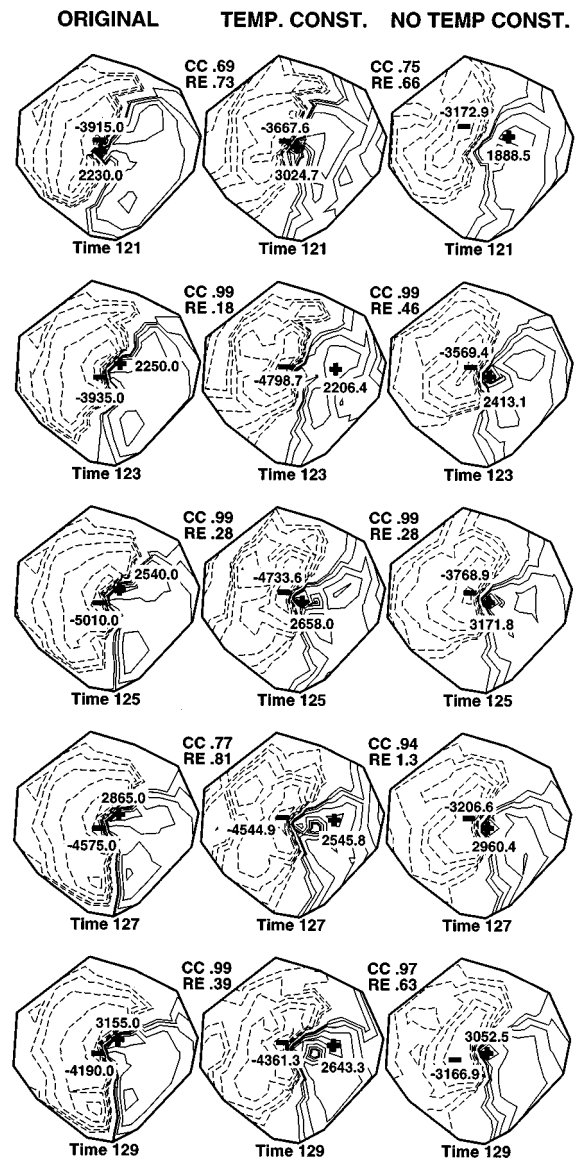 ORIGINAL TEMP. CONST. NO TEMP CONST.
CC .69 CC .75
RE .73 RE .66
-3915.0 -3667.6 -3172.9
2230.0 3024.7 1888.5
Time 121 Time 121 Time 121
CC .99 CC .99
RE .18 RE .46
2250.0 -4798.7 2206.4 -3569.4
-3935.0 2413.1
Time 123 Time 123 Time 123
CC .99 CC .99
RE .28 RE .28
2540.0 -4733.6 -3768.9
-5010.0 2658.0 3171.8
Time 125 Time 125 Time 125
CC .77 CC .94
RE .81 RE 1.3
2865.0 -3206.6
-4575.0 -4544.9 2545.8 2960.4
Time 127 Time 127 Time 127
CC .99 CC .97
RE .39 RE .63
3155.0 3052.5
-4190.0 -4361.3 2643.3 -3166.9
Time 129 Time 129 Time 129